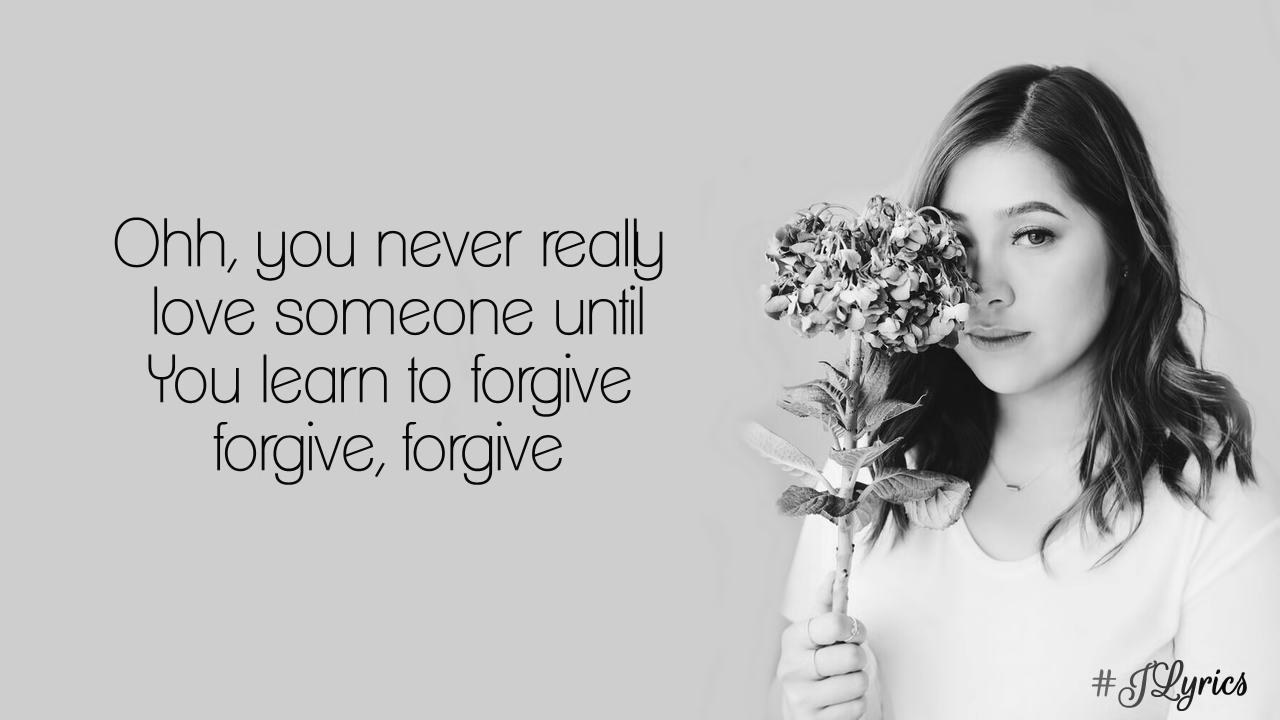 Ohh, you never really
love someone until
You learn to forgive
forgive, forgive
# JLyrics